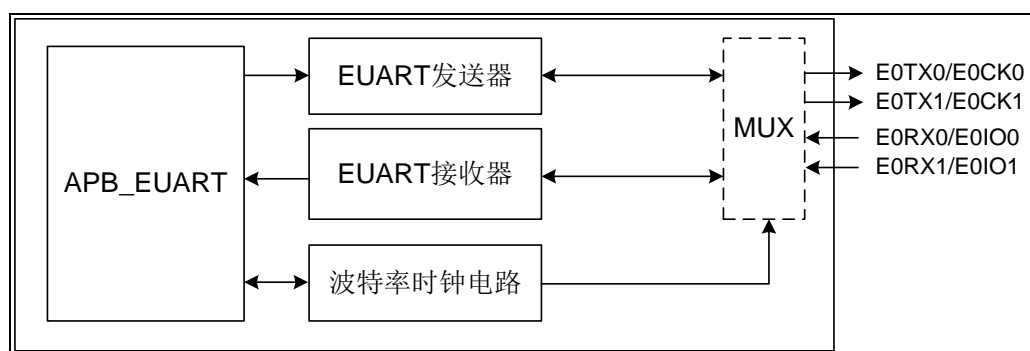 APB_EUART
EUART发送器
EUART接收器
波特率时钟电路
MUX
E0TX0/E0CK0
E0TX1/E0CK1
E0RX0/E0IO0
E0RX1/E0IO1